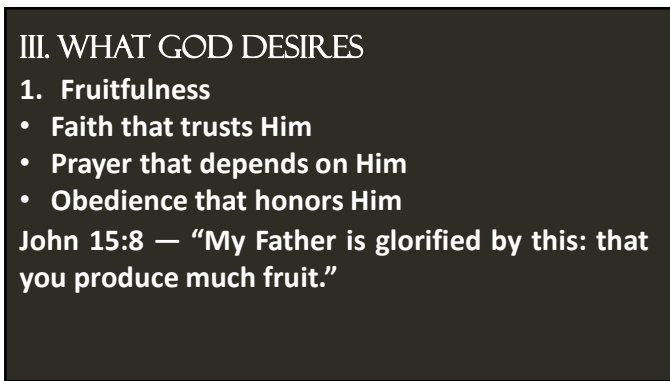 III. WHAT GOD DESIRES
1. Fruitfulness
• Faith that trusts Him
• Prayer that depends on Him
• Obedience that honors Him
John 15:8 — “My Father is glorified by this: that
you produce much fruit.”